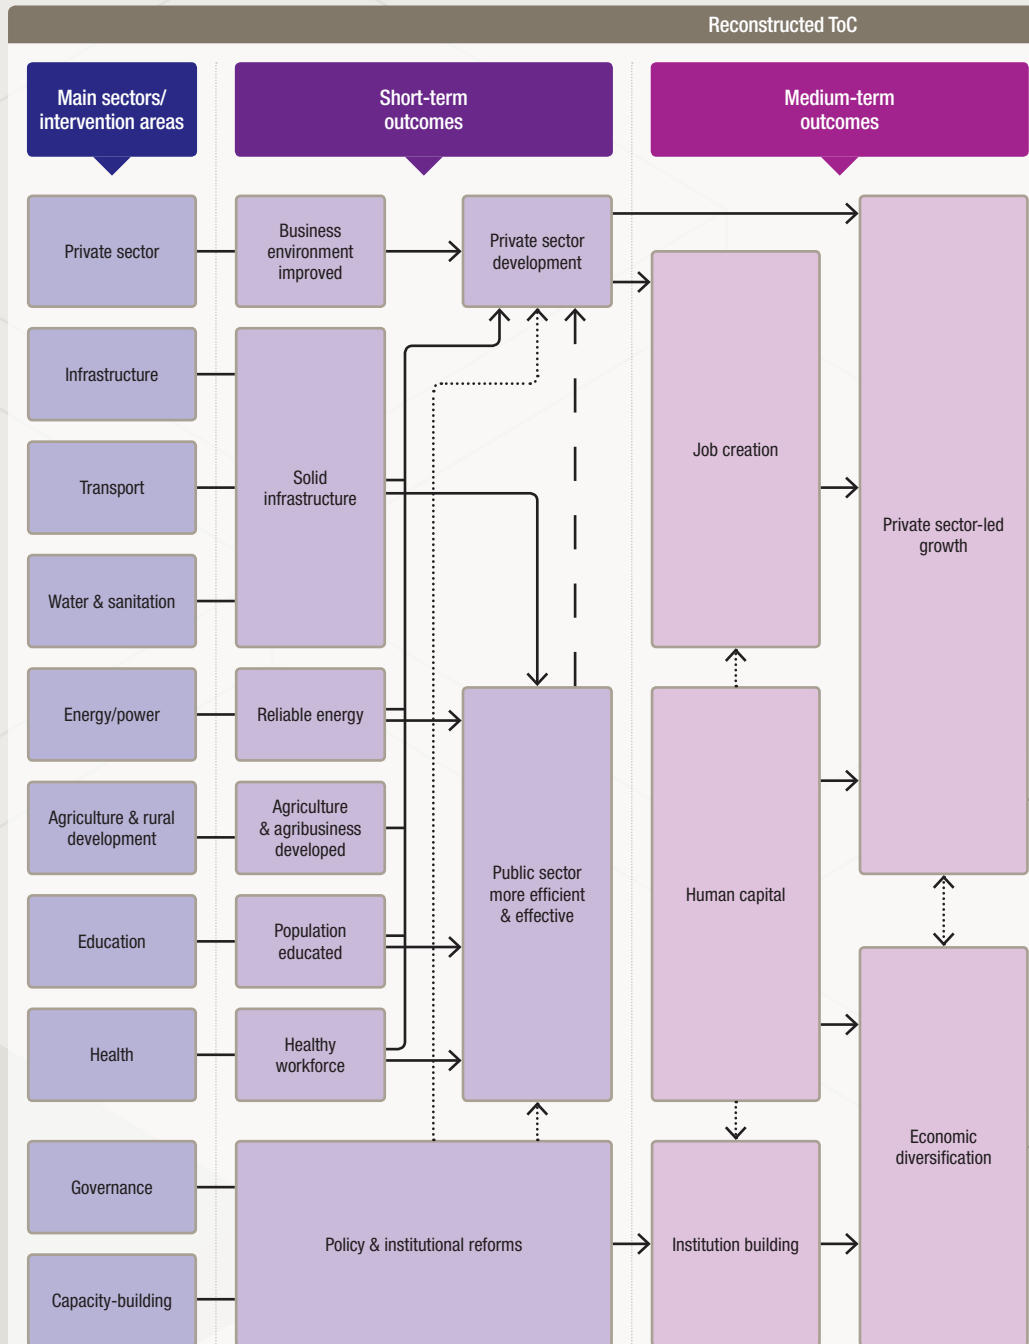 Reconstructed ToC
Main sectors/
intervention areas
Short-term
outcomes
Medium-term
outcomes
Private sector
Business
environment
improved
Private sector
development
Infrastructure
Transport
Water & sanitation
Solid
infrastructure
Job creation
Private sector-led
growth
Energy/power
Reliable energy
Agriculture & rural
development
Agriculture
& agribusiness
developed
Public sector
more efficient
& effective
Human capital
Education
Population
educated
Health
Healthy
workforce
Economic
diversification
Governance
Policy & institutional reforms
Institution building
Capacity-building